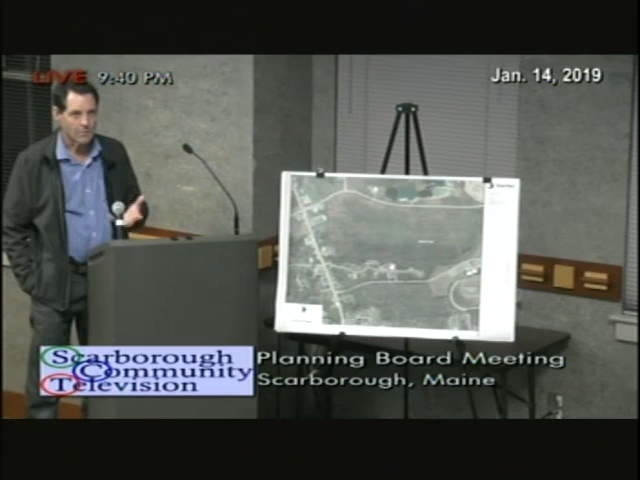 LIVE 9:40 PM
Jan. 14, 2019
Scarborough
Community
Television
Planning Board Meeting
Scarborough, Maine